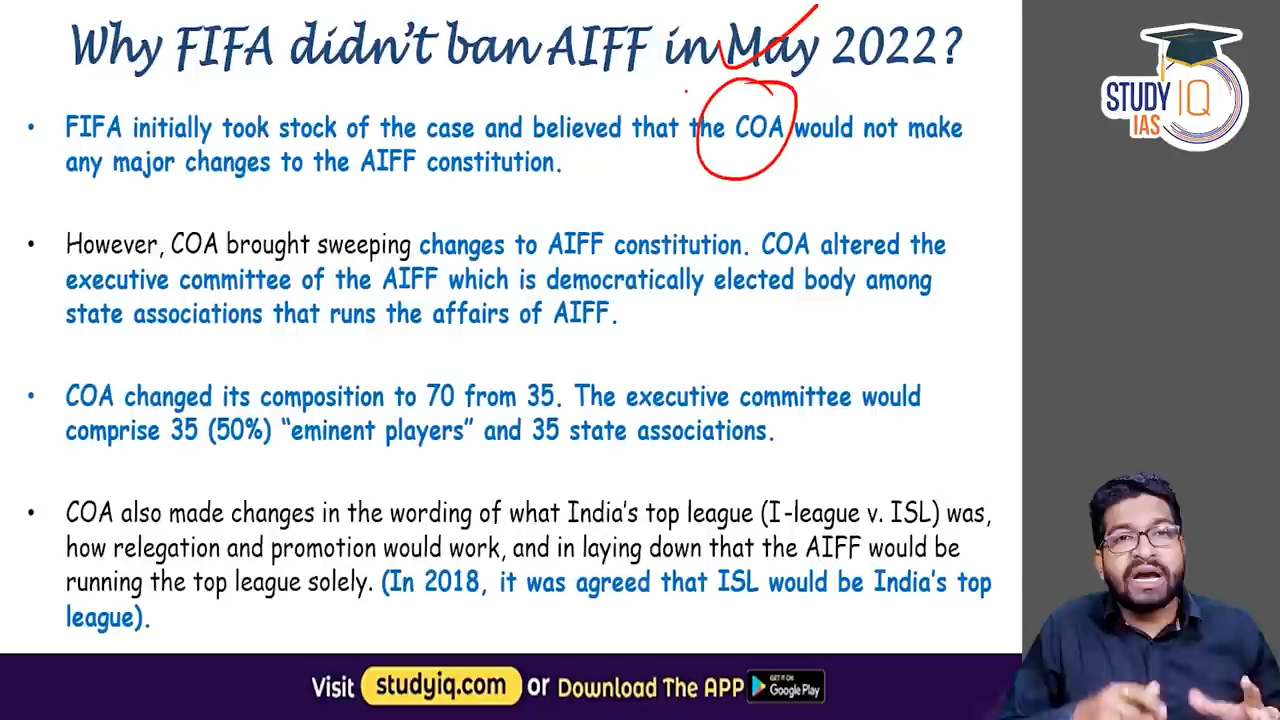 Why FIFA didn't ban AIFF in May 2022?
STUDY IQ
IAS
• FIFA initially took stock of the case and believed that the COA would not make
any major changes to the AIFF constitution.
• However, COA brought sweeping changes to AIFF constitution. COA altered the
executive committee of the AIFF which is democratically elected body among
state associations that runs the affairs of AIFF.
• COA changed its composition to 70 from 35. The executive committee would
comprise 35 (50%) “eminent players” and 35 state associations.
• COA also made changes in the wording of what India's top league (I-league v. ISL) was,
how relegation and promotion would work, and in laying down that the AIFF would be
running the top league solely. (In 2018, it was agreed that ISL would be India's top
league).
Visit studyiq.com or Download The APP GET IT ON Google Play